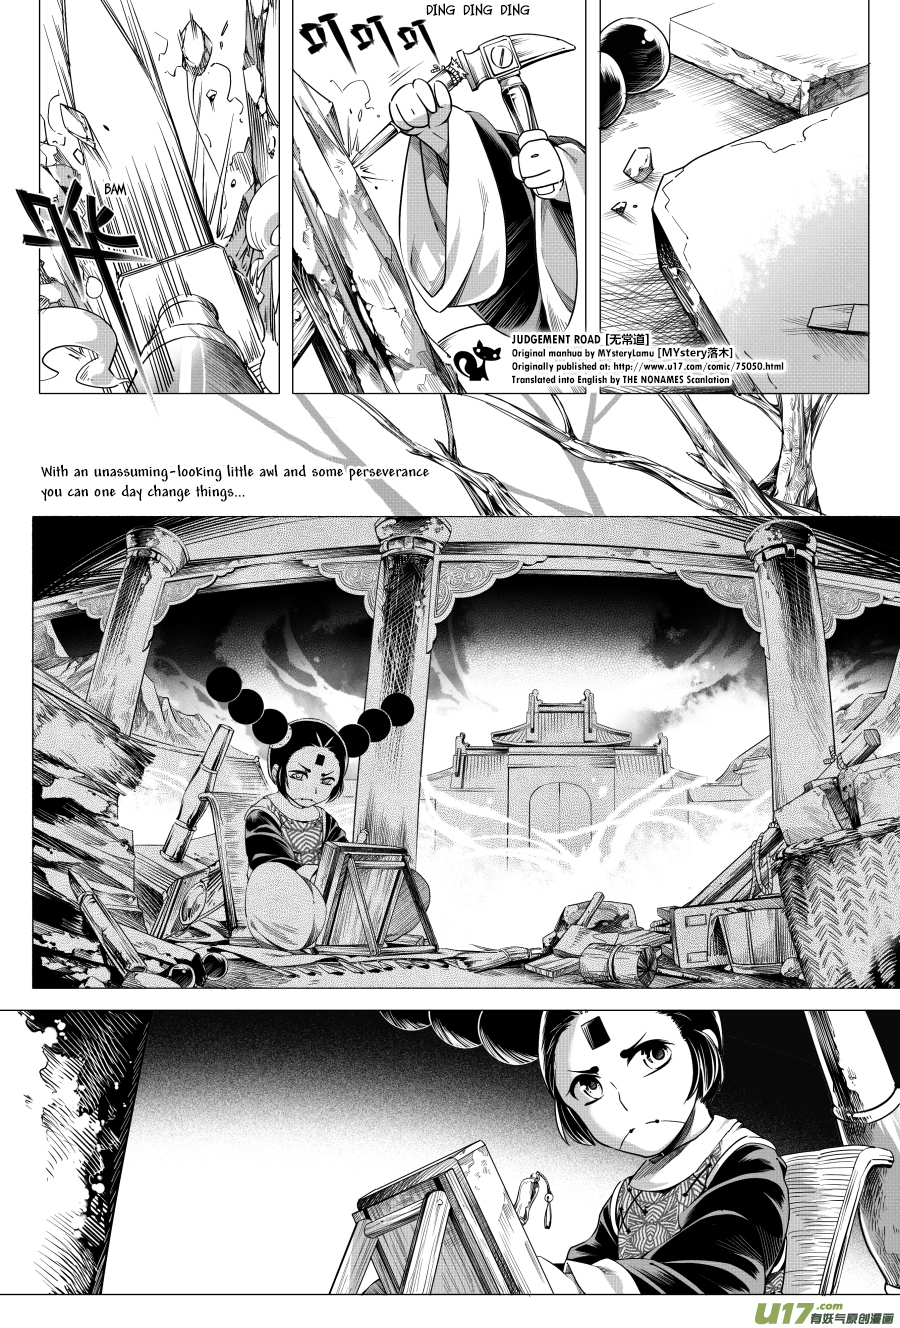 DING DING DING
叮叮叮
BAM
咚
JUDGEMENT ROAD [无常道]
Original manhua by MYsteryLamu [MYstery落木]
Originally published at: http://www.u17.com/comic/75050.html
Translated into English by THE NONAMES Scanlation
With an unassuming-looking little awl and some perseverance
you can one day change things...
U17.com
有妖气原创漫画